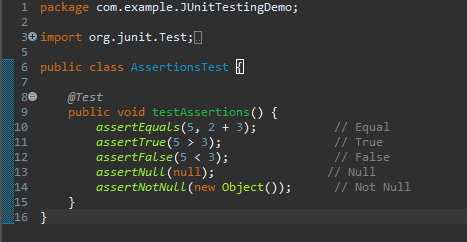 1 package com.example.JUnitTestingDemo;
2
3 import org.junit.Test;
5
6 public class AssertionsTest {
7
8 @Test
9 public void testAssertions() {
10 assertEquals(5, 2 + 3); // Equal
11 assertTrue(5 > 3); // True
12 assertFalse(5 < 3); // False
13 assertNull(null); // Null
14 assertNotNull(new Object()); // Not Null
15 }
16 }